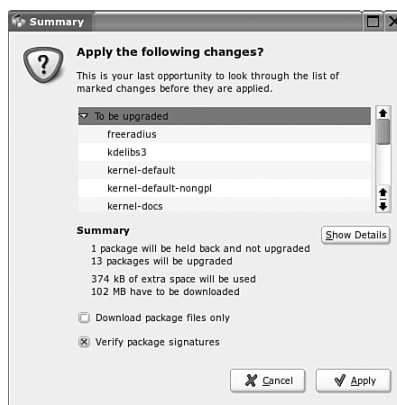 Summary
Apply the following changes?
This is your last opportunity to look through the list of
marked changes before they are applied.
To be upgraded
freeradius
kdelibs3
kernel-default
kernel-default-nongpl
kernel-docs
Summary
Show Details
1 package will be held back and not upgraded
13 packages will be upgraded
374 kB of extra space will be used
102 MB have to be downloaded
Download package files only
Verify package signatures
Cancel
Apply